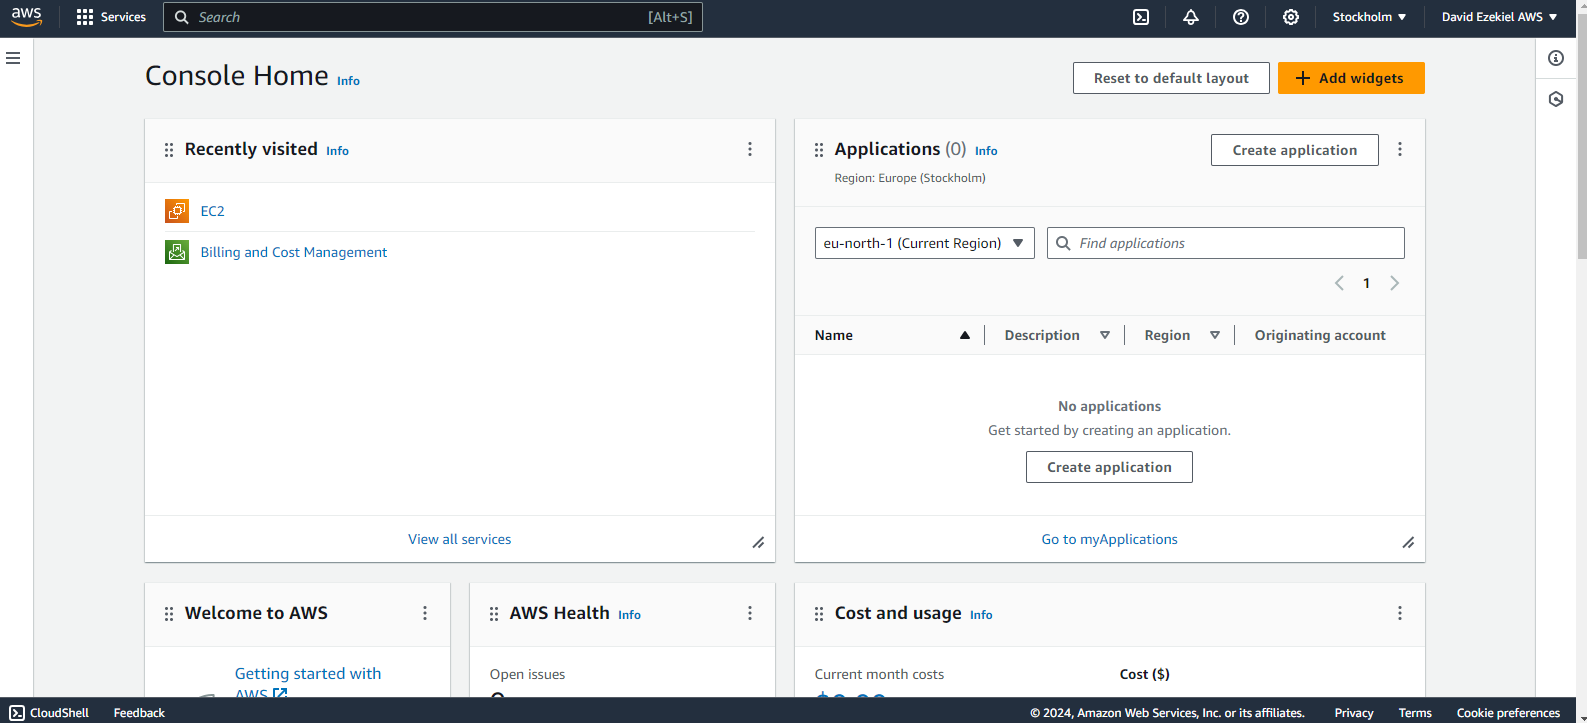 aws
Services
Search
[Alt+S]
Stockholm
David Ezekiel AWS
Console Home
Info
Reset to default layout
Add widgets
Recently visited
Info
EC2
Billing and Cost Management
View all services
Applications (0)
Info
Create application
Region: Europe (Stockholm)
eu-north-1 (Current Region)
Find applications
1
Name
Description
Region
Originating account
No applications
Get started by creating an application.
Create application
Go to myApplications
Welcome to AWS
Getting started with
AWS
AWS Health
Info
Open issues
Cost and usage
Info
Current month costs
Cost ($)
CloudShell
Feedback
© 2024, Amazon Web Services, Inc. or its affiliates.
Privacy
Terms
Cookie preferences